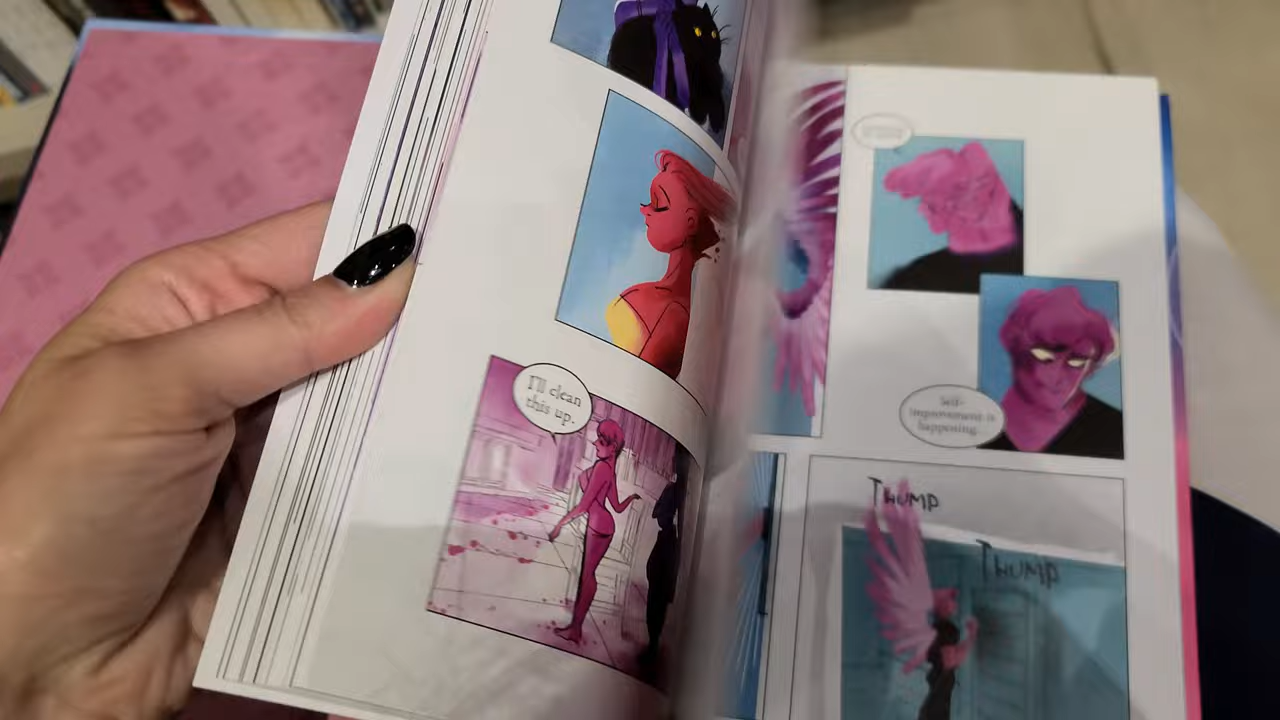 I'll clean
this up.
Self-
improvement is
happening.
THUMP
THUMP